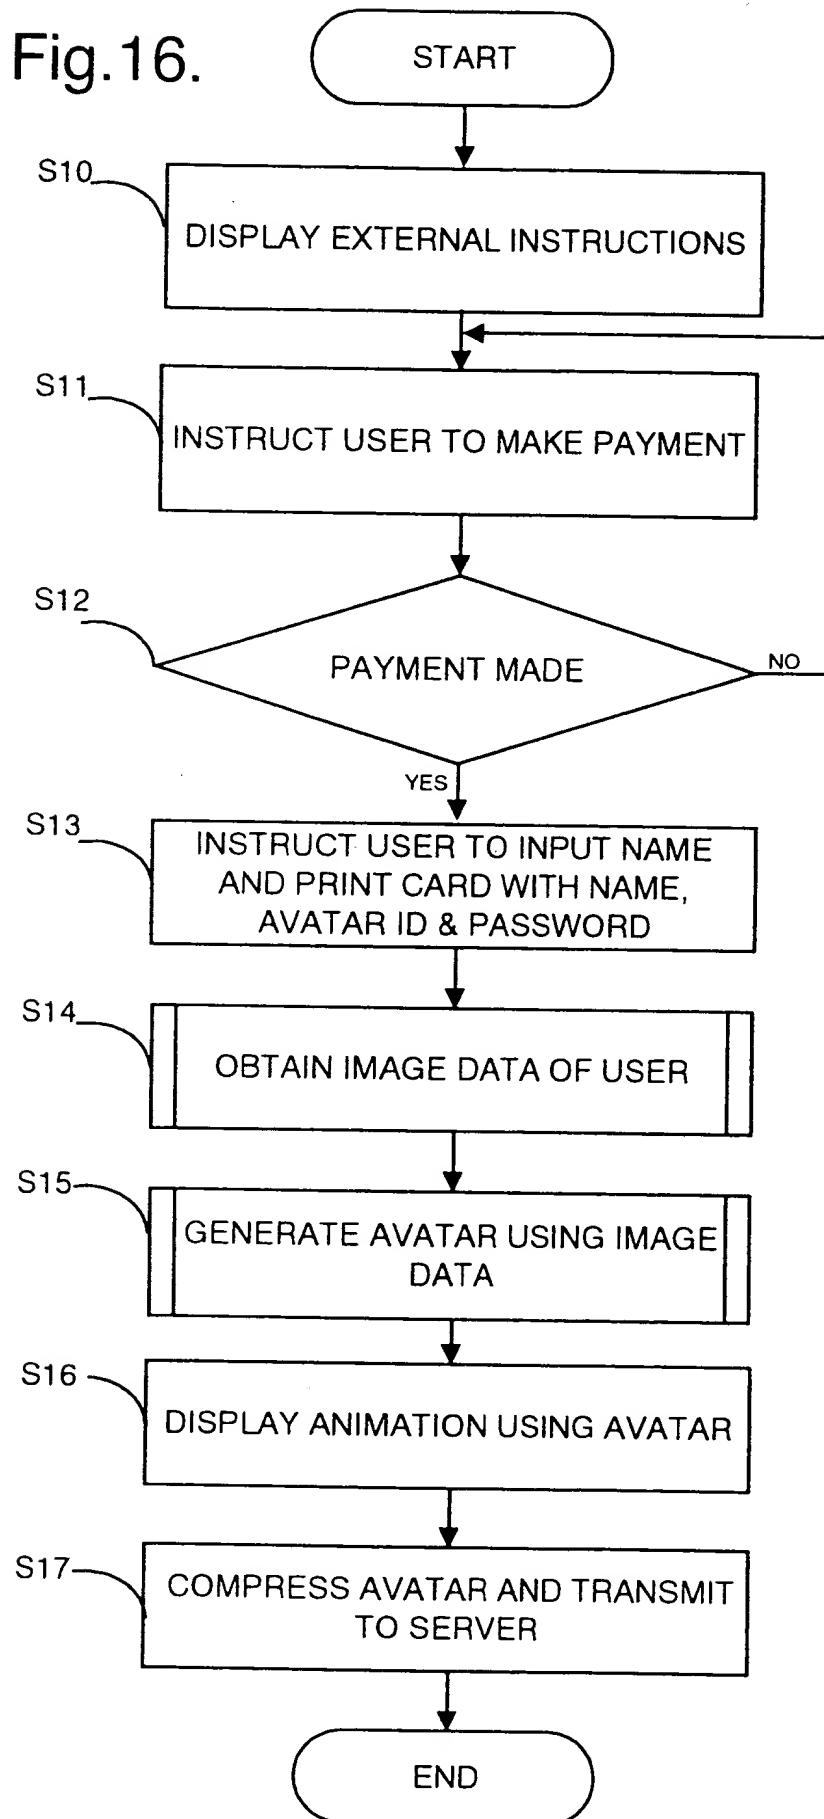 Fig.16.
START
S10
DISPLAY EXTERNAL INSTRUCTIONS
S11
INSTRUCT USER TO MAKE PAYMENT
S12
PAYMENT MADE
NO
YES
S13
INSTRUCT USER TO INPUT NAME
AND PRINT CARD WITH NAME,
AVATAR ID & PASSWORD
S14
OBTAIN IMAGE DATA OF USER
S15
GENERATE AVATAR USING IMAGE
DATA
S16
DISPLAY ANIMATION USING AVATAR
S17
COMPRESS AVATAR AND TRANSMIT
TO SERVER
END